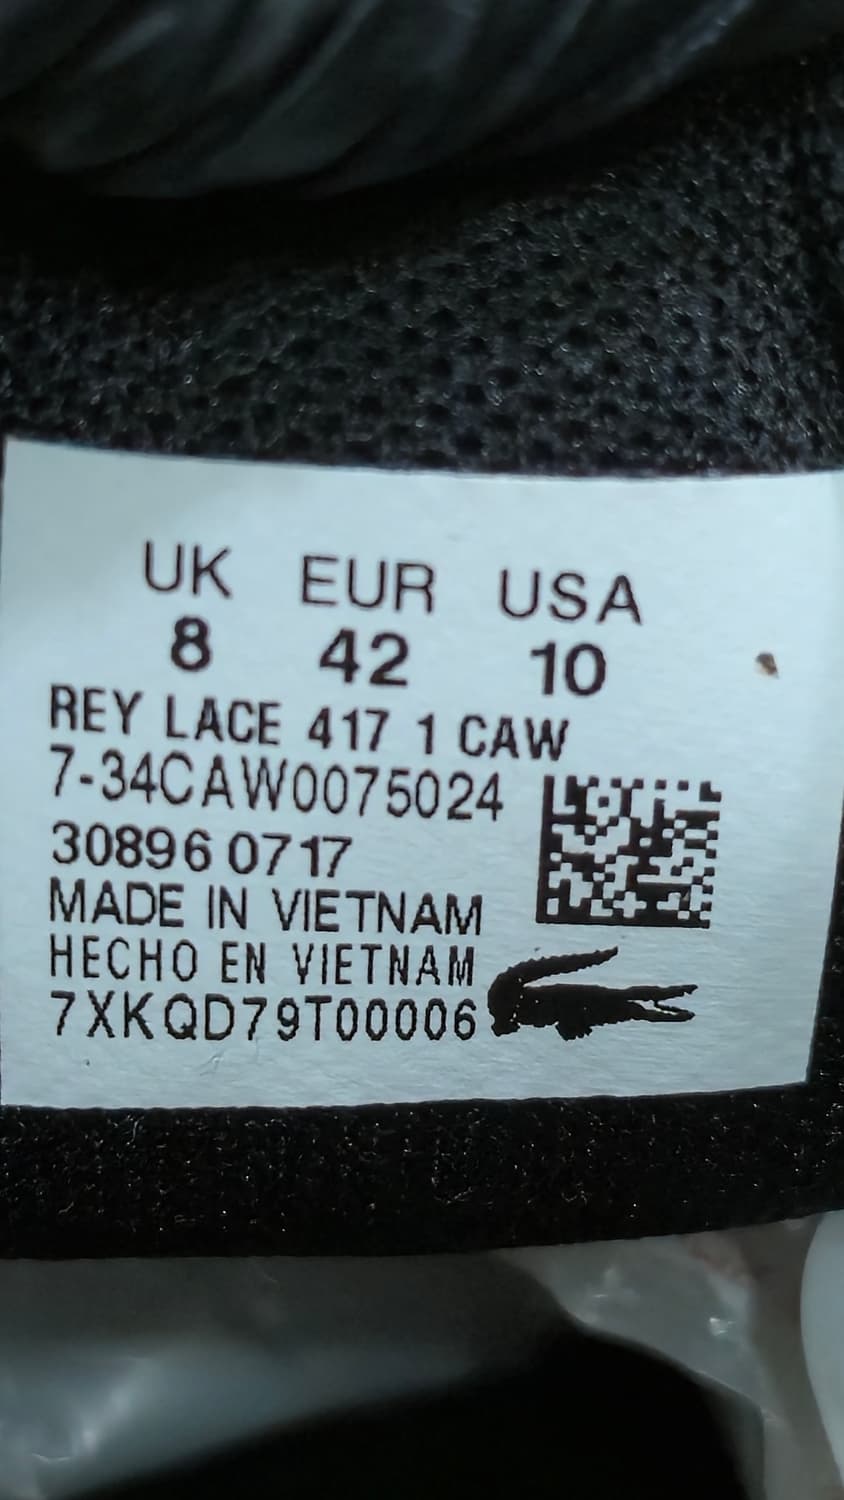 UK EUR USA
8 42 10
REY LACE 417 1 CAW
7-34CAW0075024
30896 0717
MADE IN VIETNAM
HECHO EN VIETNAM
7XKQD79T00006